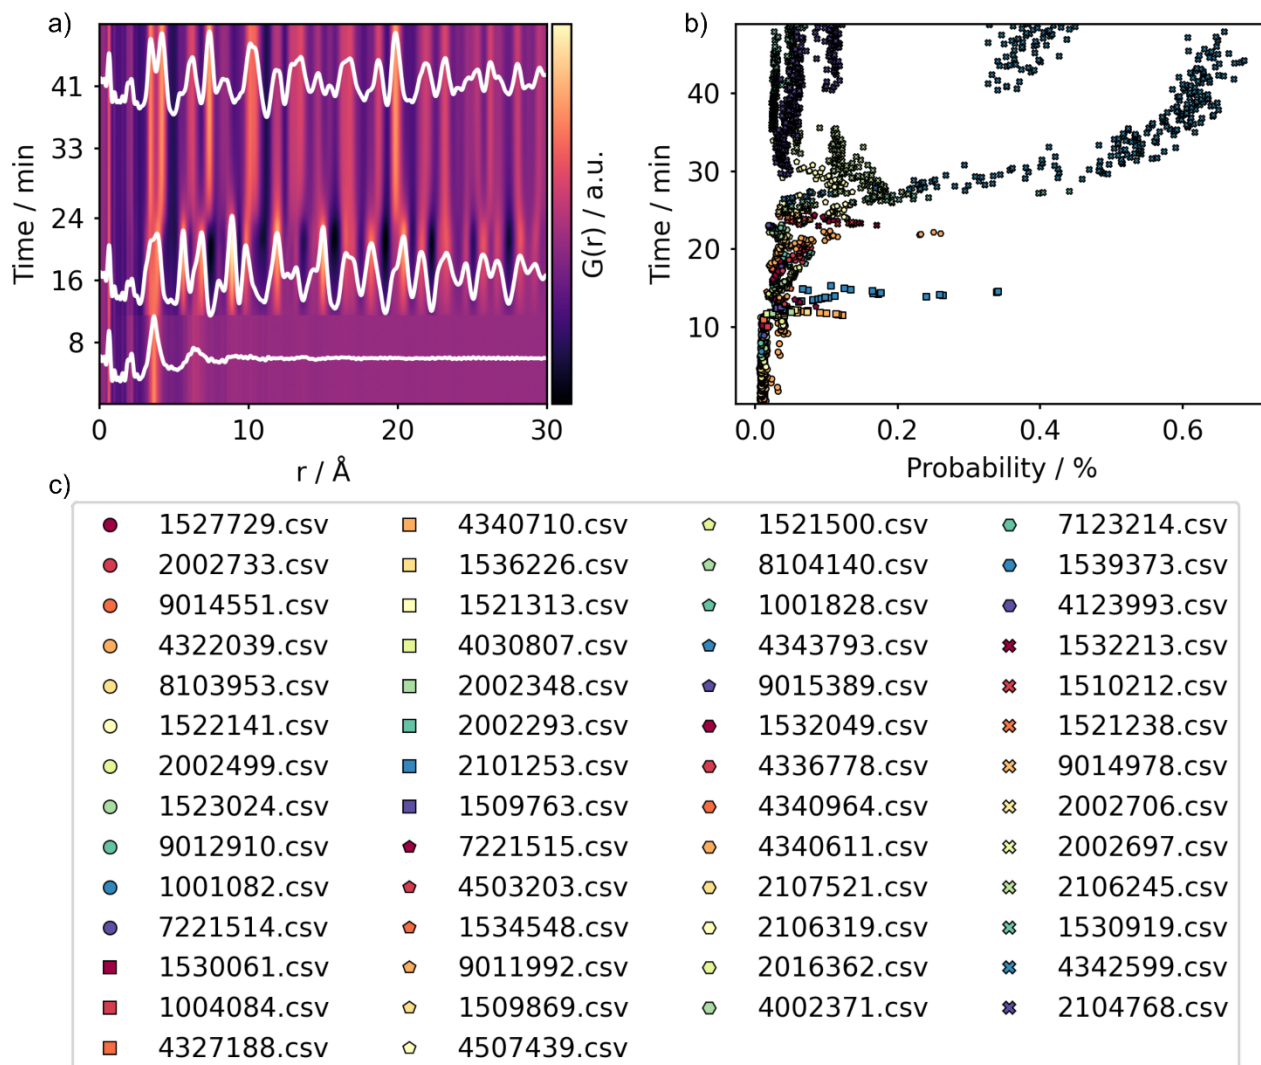 a)
Time / min
41
33
24
16
8
0
10
20
30
r / Å
G(r) / a.u.
b)
Time / min
40
30
20
10
0.0
0.2
0.4
0.6
Probability / %
c)
1527729.csv
2002733.csv
9014551.csv
4322039.csv
8103953.csv
1522141.csv
2002499.csv
1523024.csv
9012910.csv
1001082.csv
7221514.csv
1530061.csv
1004084.csv
4327188.csv
4340710.csv
1536226.csv
1521313.csv
4030807.csv
2002348.csv
2002293.csv
2101253.csv
1509763.csv
7221515.csv
4503203.csv
1534548.csv
9011992.csv
1509869.csv
4507439.csv
1521500.csv
8104140.csv
1001828.csv
4343793.csv
9015389.csv
1532049.csv
4336778.csv
4340964.csv
4340611.csv
2107521.csv
2106319.csv
2016362.csv
4002371.csv
7123214.csv
1539373.csv
4123993.csv
1532213.csv
1510212.csv
1521238.csv
9014978.csv
2002706.csv
2002697.csv
2106245.csv
1530919.csv
4342599.csv
2104768.csv